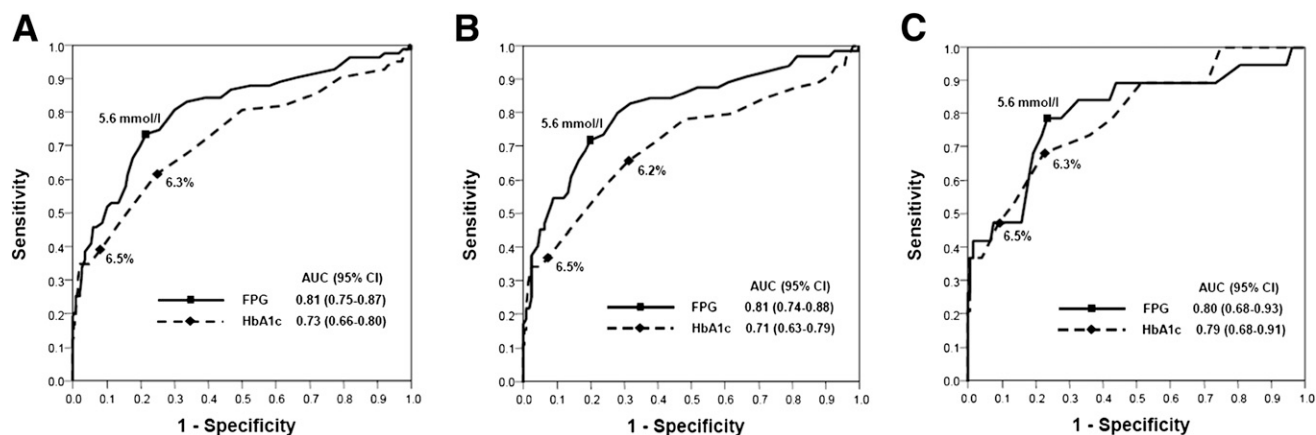 A
1.0
0.9
0.8
0.7
0.6
0.5
0.4
0.3
0.2
0.1
0.0
Sensitivity
5.6 mmol/l
6.3%
6.5%
AUC (95% CI)
FPG 0.81 (0.75-0.87)
HbA1c 0.73 (0.66-0.80)
0.0 0.1 0.2 0.3 0.4 0.5 0.6 0.7 0.8 0.9 1.0
1 - Specificity
B
1.0
0.9
0.8
0.7
0.6
0.5
0.4
0.3
0.2
0.1
0.0
Sensitivity
5.6 mmol/l
6.2%
6.5%
AUC (95% CI)
FPG 0.81 (0.74-0.88)
HbA1c 0.71 (0.63-0.79)
0.0 0.1 0.2 0.3 0.4 0.5 0.6 0.7 0.8 0.9 1.0
1 - Specificity
C
1.0
0.9
0.8
0.7
0.6
0.5
0.4
0.3
0.2
0.1
0.0
Sensitivity
5.6 mmol/l
6.3%
6.5%
AUC (95% CI)
FPG 0.80 (0.68-0.93)
HbA1c 0.79 (0.68-0.91)
0.0 0.1 0.2 0.3 0.4 0.5 0.6 0.7 0.8 0.9 1.0
1 - Specificity